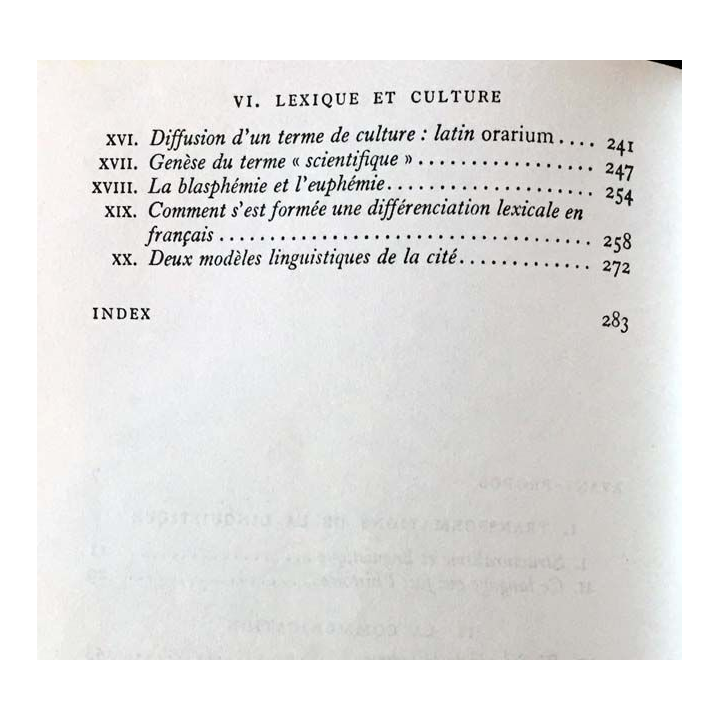 VI. LEXIQUE ET CULTURE
XVI. Diffusion d'un terme de culture : latin orarium .... 241
XVII. Genèse du terme « scientifique » ................. 247
XVIII. La blasphémie et l'euphémie.................... 254
XIX. Comment s'est formée une différenciation lexicale en
français ................................... 258
XX. Deux modèles linguistiques de la cité............. 272
INDEX 283